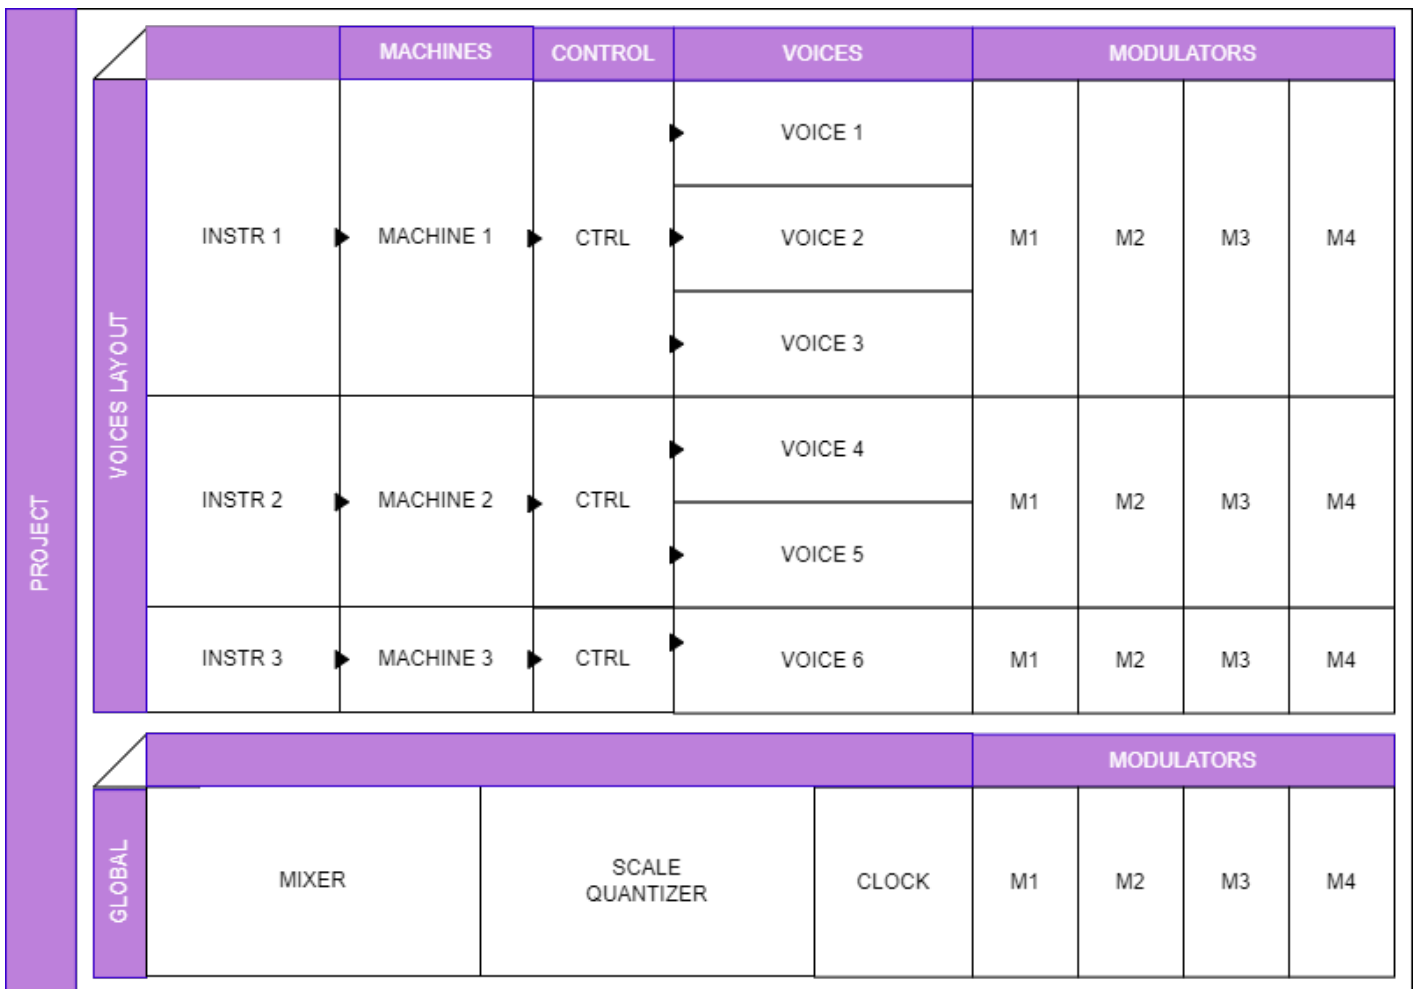 PROJECT
VOICES LAYOUT
MACHINES
CONTROL
VOICES
MODULATORS
INSTR 1
MACHINE 1
CTRL
VOICE 1
VOICE 2
VOICE 3
M1
M2
M3
M4
INSTR 2
MACHINE 2
CTRL
VOICE 4
VOICE 5
M1
M2
M3
M4
INSTR 3
MACHINE 3
CTRL
VOICE 6
M1
M2
M3
M4
GLOBAL
MODULATORS
MIXER
SCALE
QUANTIZER
CLOCK
M1
M2
M3
M4